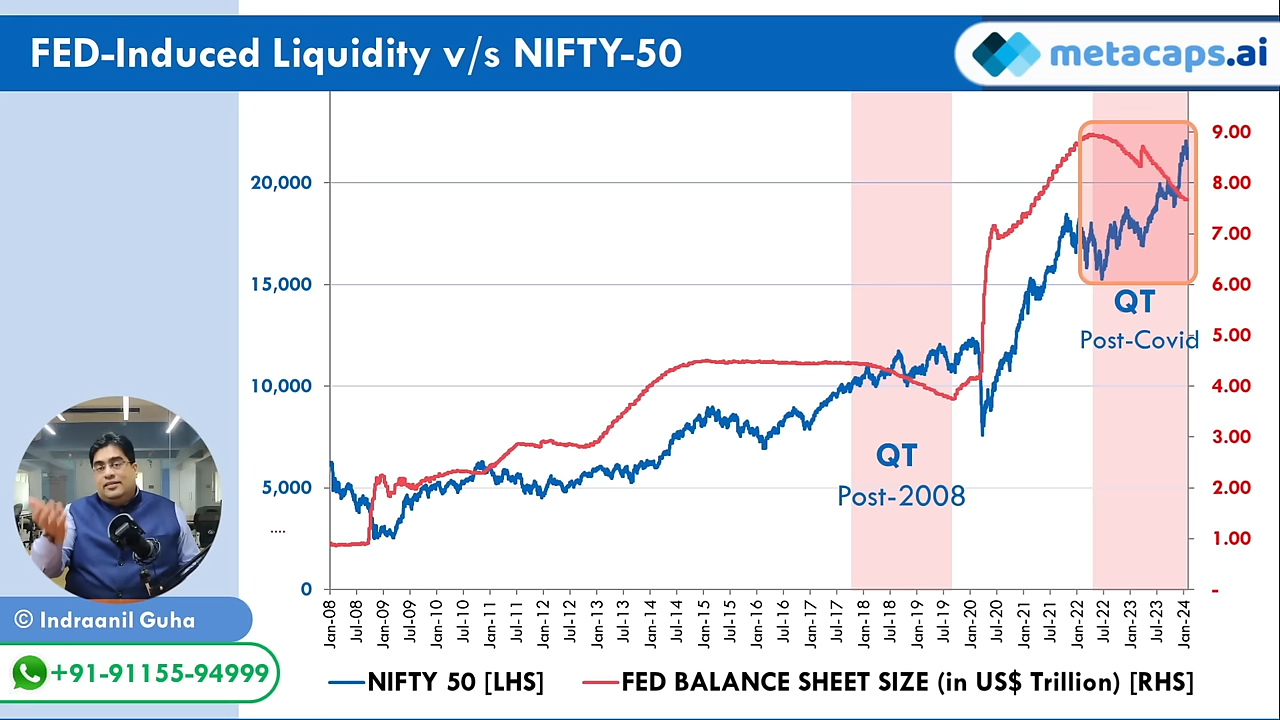 FED-Induced Liquidity v/s NIFTY-50
metacaps.ai
9.00
20,000
8.00
7.00
15,000
6.00
QT
Post-Covid
5.00
10,000
4.00
3.00
QT
5,000
Post-2008
2.00
....
1.00
0
-
Jan-08
Jul-08
Jan-09
Jul-09
Jan-10
Jul-10
Jan-11
Jul-11
Jan-12
Jul-12
Jan-13
Jul-13
Jan-14
Jul-14
Jan-15
Jul-15
Jan-16
Jul-16
Jan-17
Jul-17
Jan-18
Jul-18
Jan-19
Jul-19
Jan-20
Jul-20
Jan-21
Jul-21
Jan-22
Jul-22
Jan-23
Jul-23
Jan-24
© Indraanil Guha
+91-91155-94999
NIFTY 50 [LHS]
FED BALANCE SHEET SIZE (in US$ Trillion) [RHS]